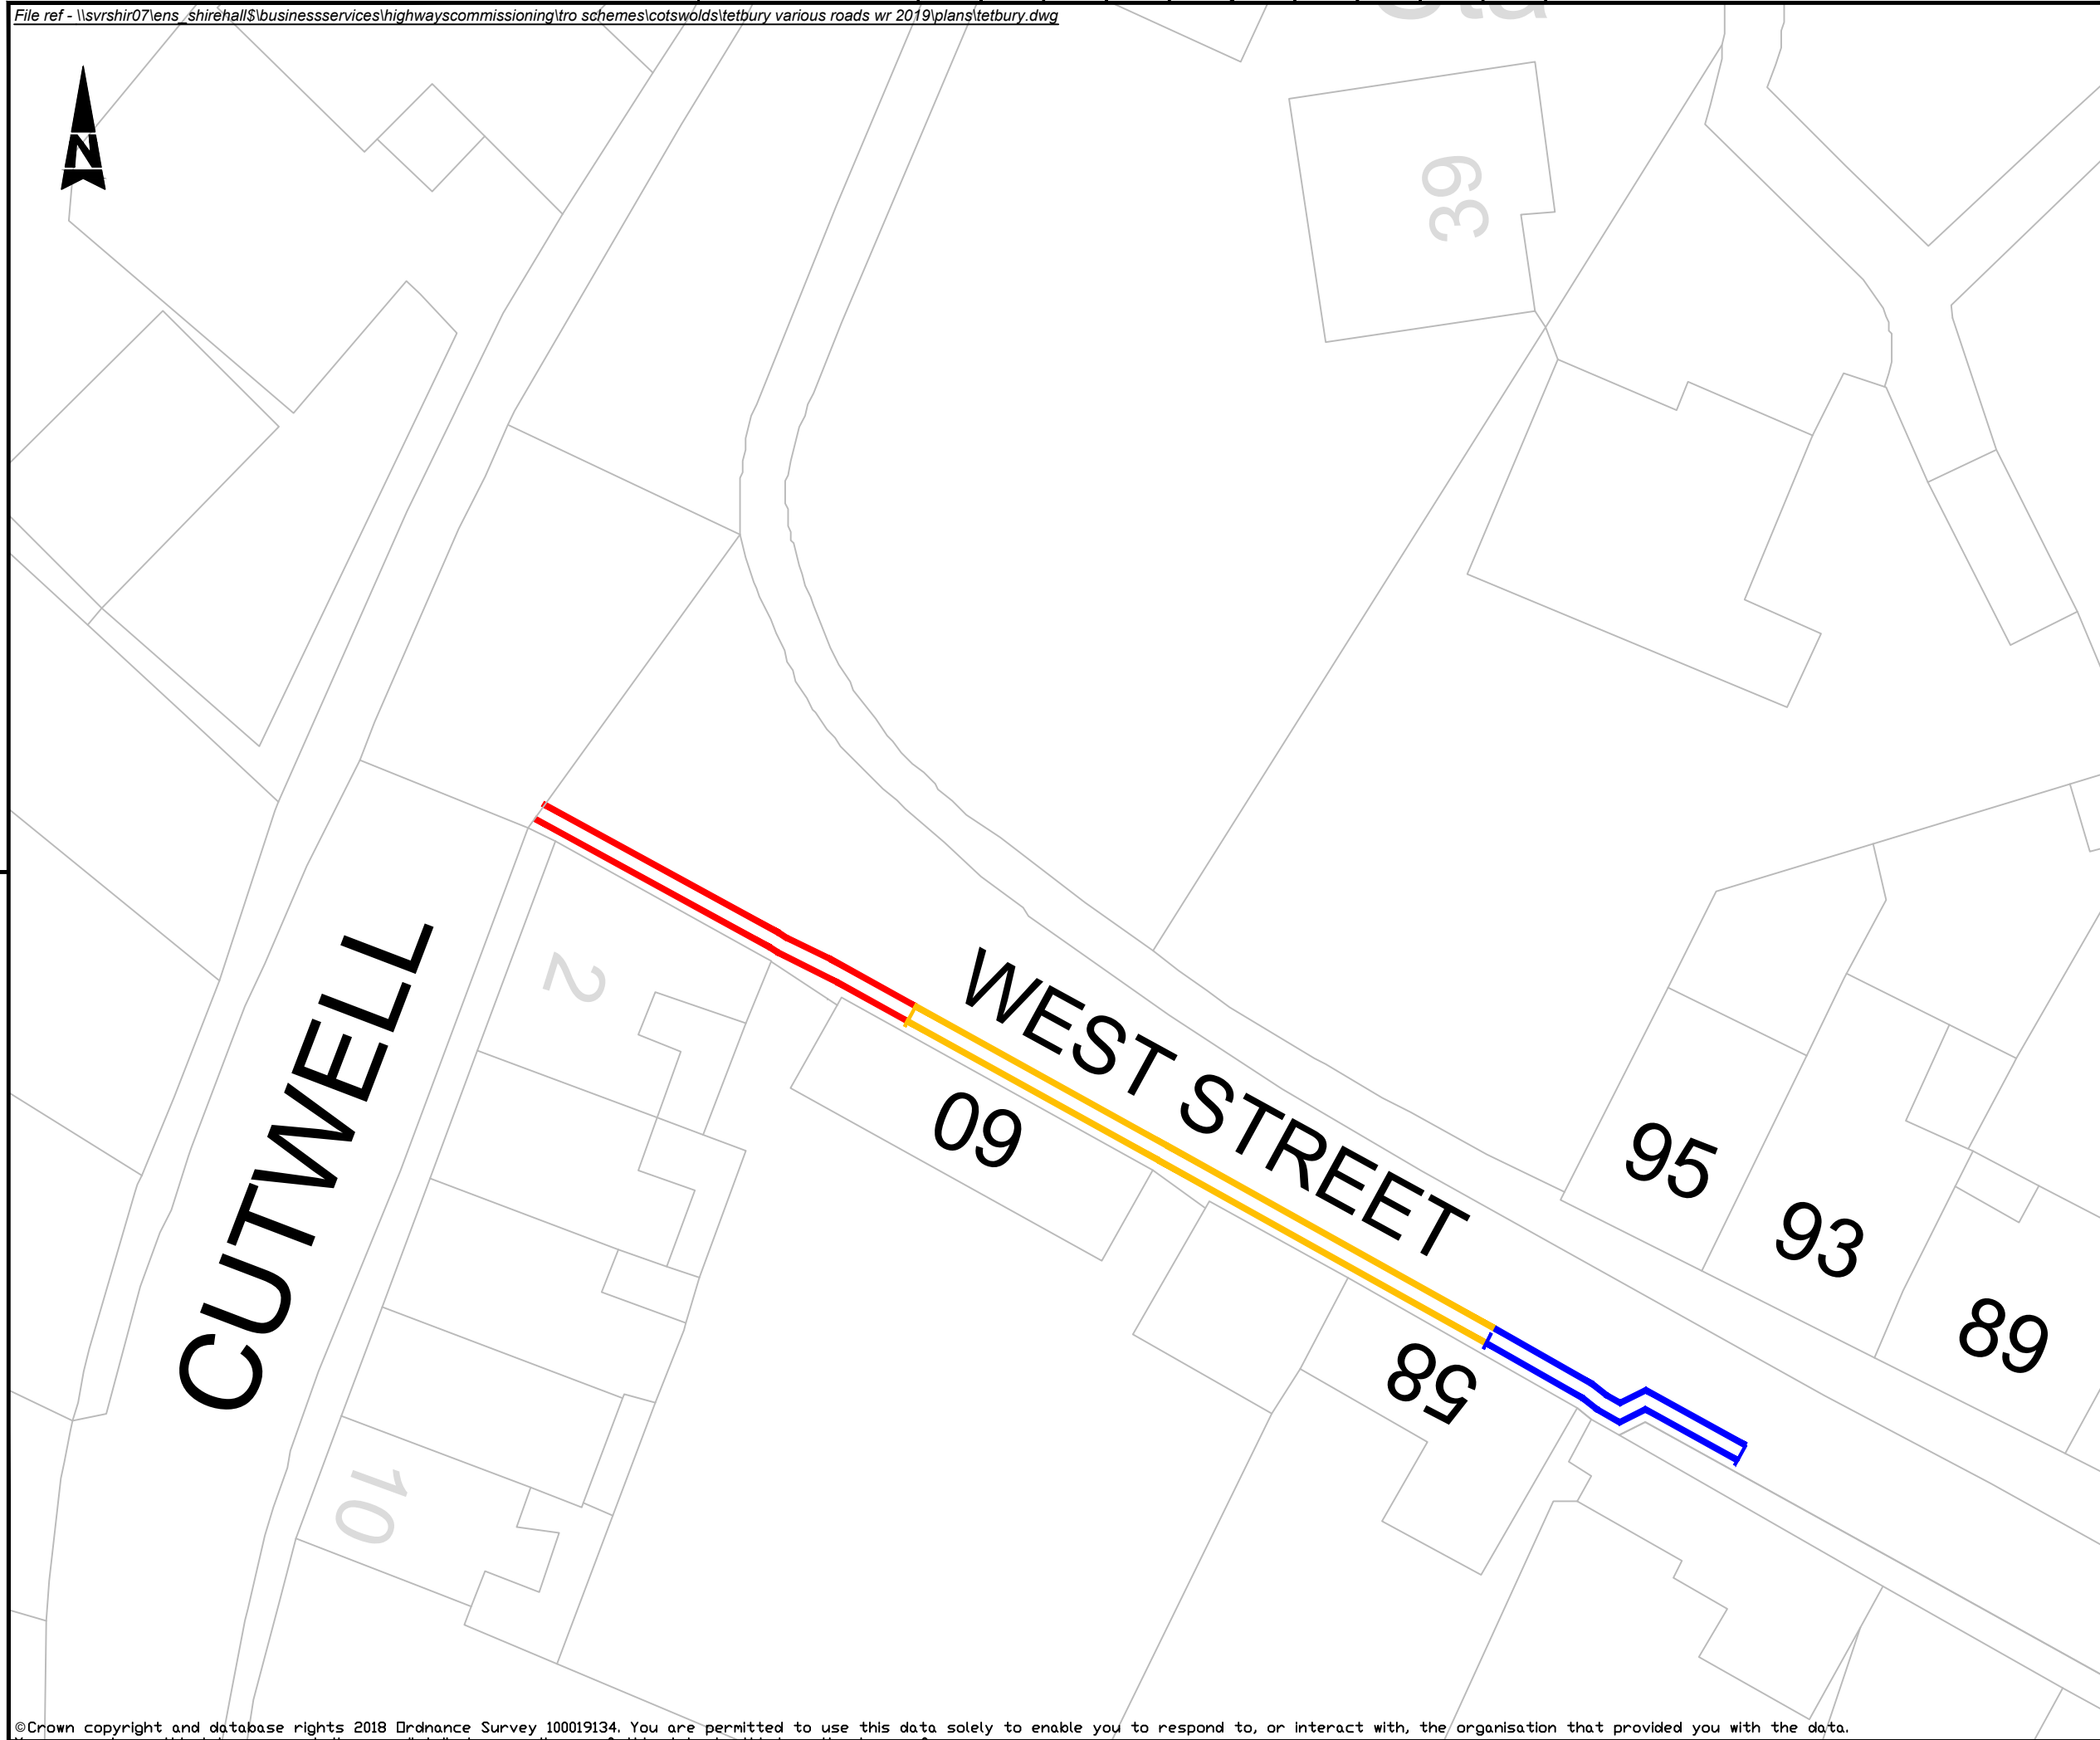 File ref - \\svrshir07\ens_shirehall$\businessservices\highwayscommissioning\tro schemes\cotswolds\tetbury various roads wr 2019\plans\tetbury.dwg
N
39
CUTWELL
2
WEST STREET
60
95
93
89
58
10
©Crown copyright and database rights 2018 Ordnance Survey 100019134. You are permitted to use this data solely to enable you to respond to, or interact with, the organisation that provided you with the data.